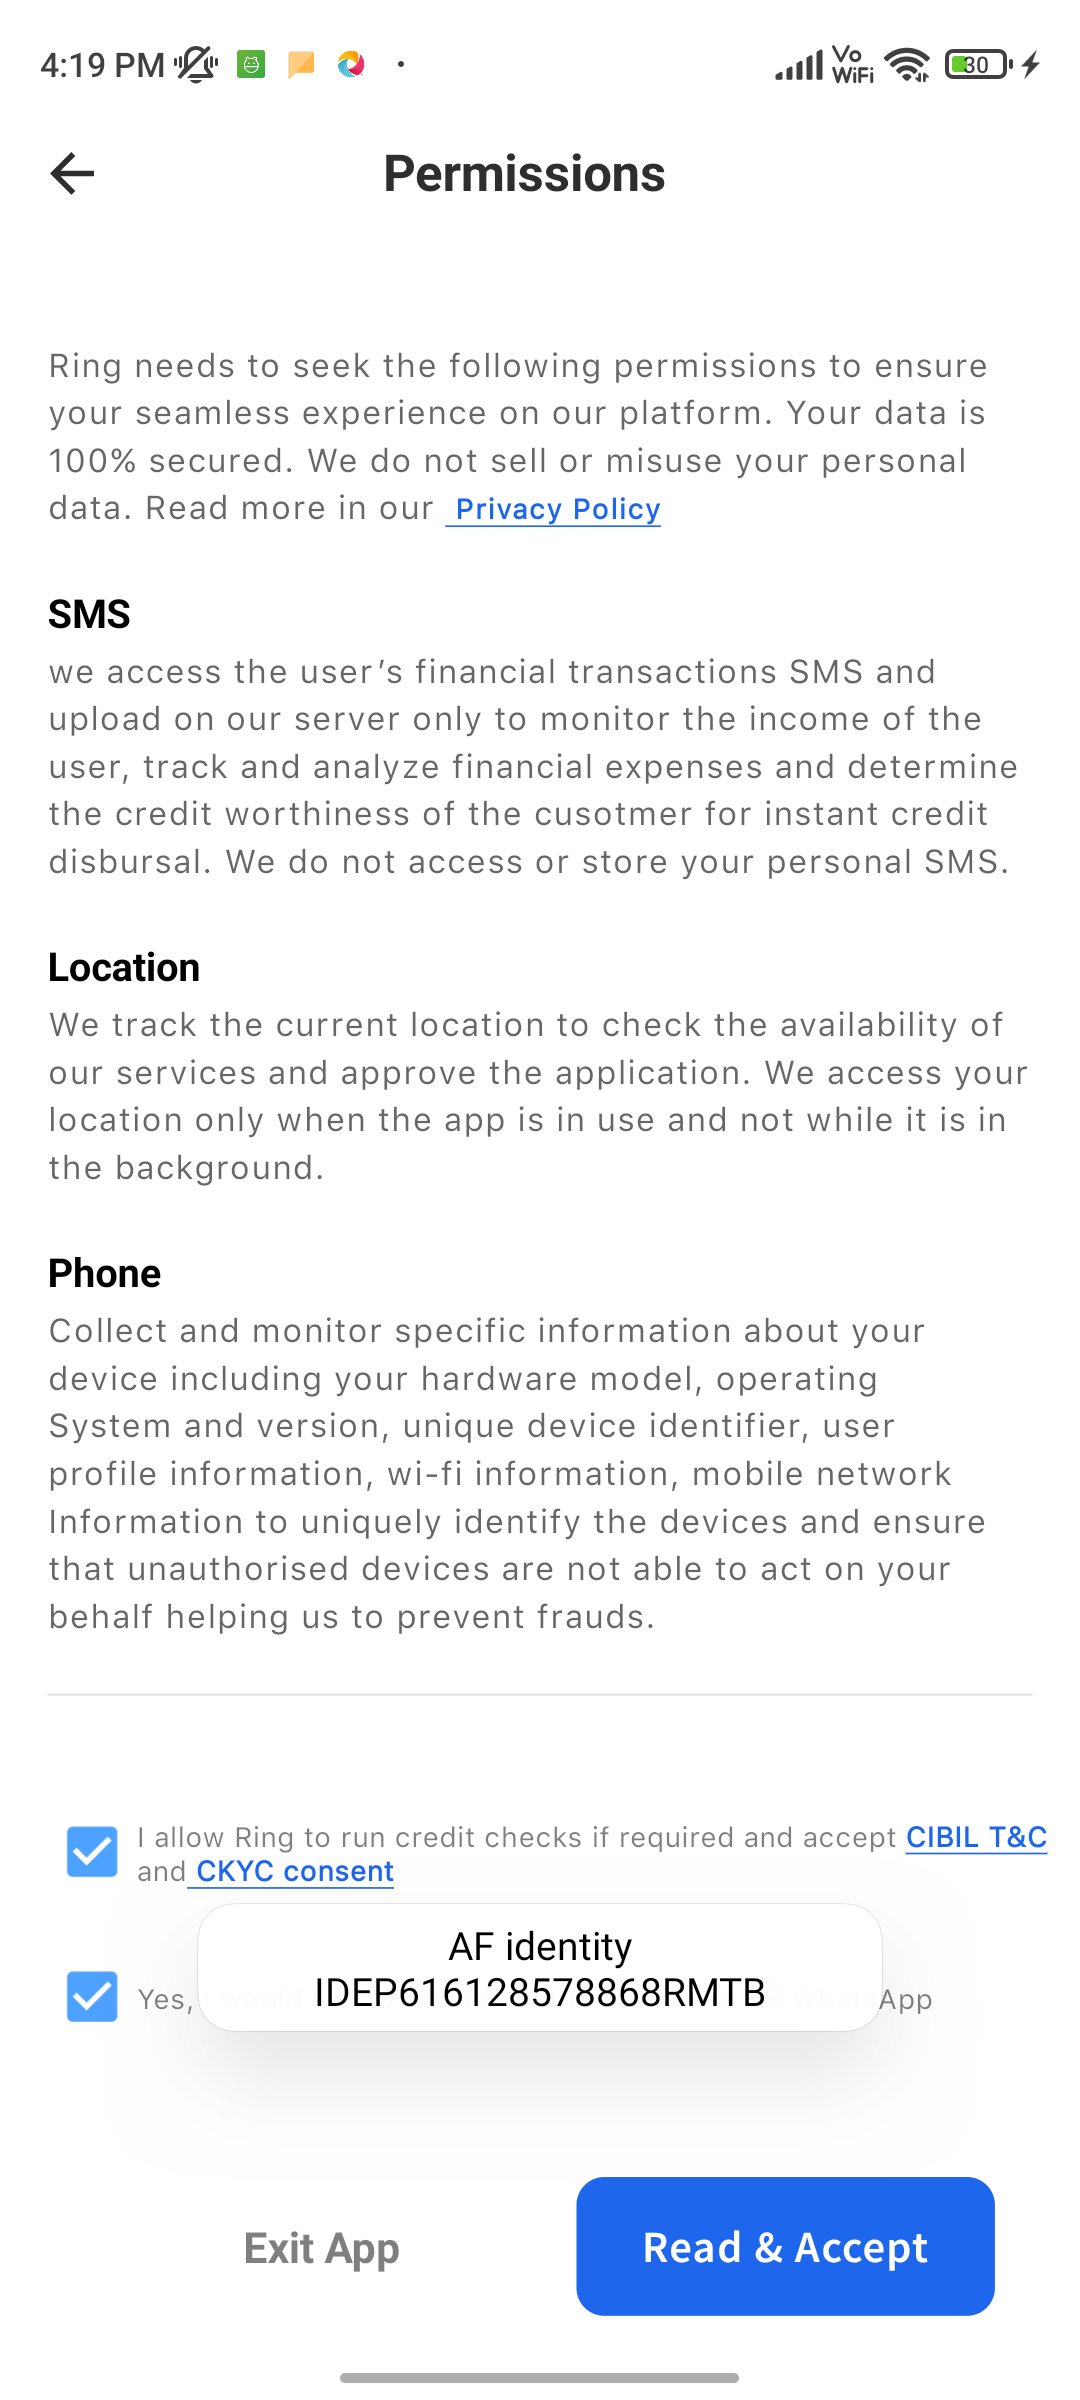 4:19 PM
Vo
WiFi
30
Permissions
Ring needs to seek the following permissions to ensure
your seamless experience on our platform. Your data is
100% secured. We do not sell or misuse your personal
data. Read more in our Privacy Policy
SMS
we access the user’s financial transactions SMS and
upload on our server only to monitor the income of the
user, track and analyze financial expenses and determine
the credit worthiness of the cusotmer for instant credit
disbursal. We do not access or store your personal SMS.
Location
We track the current location to check the availability of
our services and approve the application. We access your
location only when the app is in use and not while it is in
the background.
Phone
Collect and monitor specific information about your
device including your hardware model, operating
System and version, unique device identifier, user
profile information, wi-fi information, mobile network
Information to uniquely identify the devices and ensure
that unauthorised devices are not able to act on your
behalf helping us to prevent frauds.
I allow Ring to run credit checks if required and accept CIBIL T&C
and CKYC consent
AF identity
IDEP616128578868RMTB
Yes, I would WhatsApp
Exit App
Read & Accept